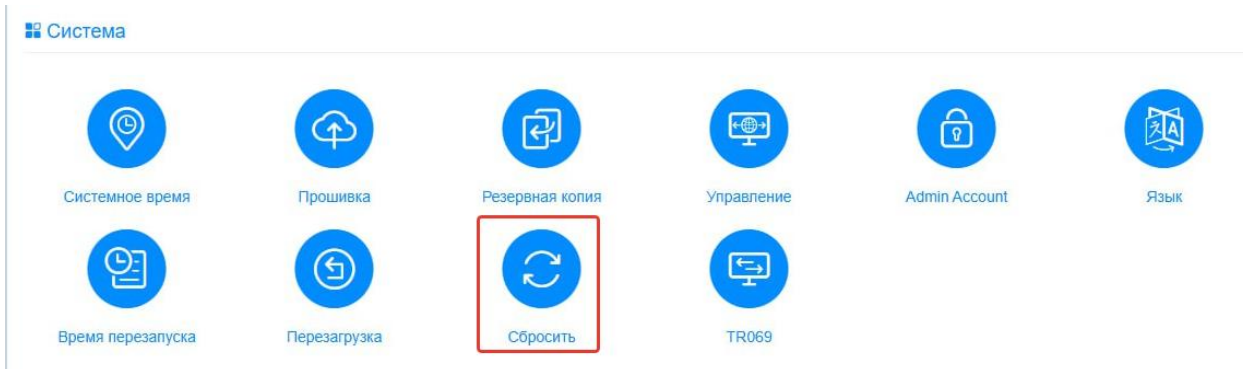 Система
Системное время
Прошивка
Резервная копия
Управление
Admin Account
Язык
Время перезапуска
Перезагрузка
Сбросить
TR069